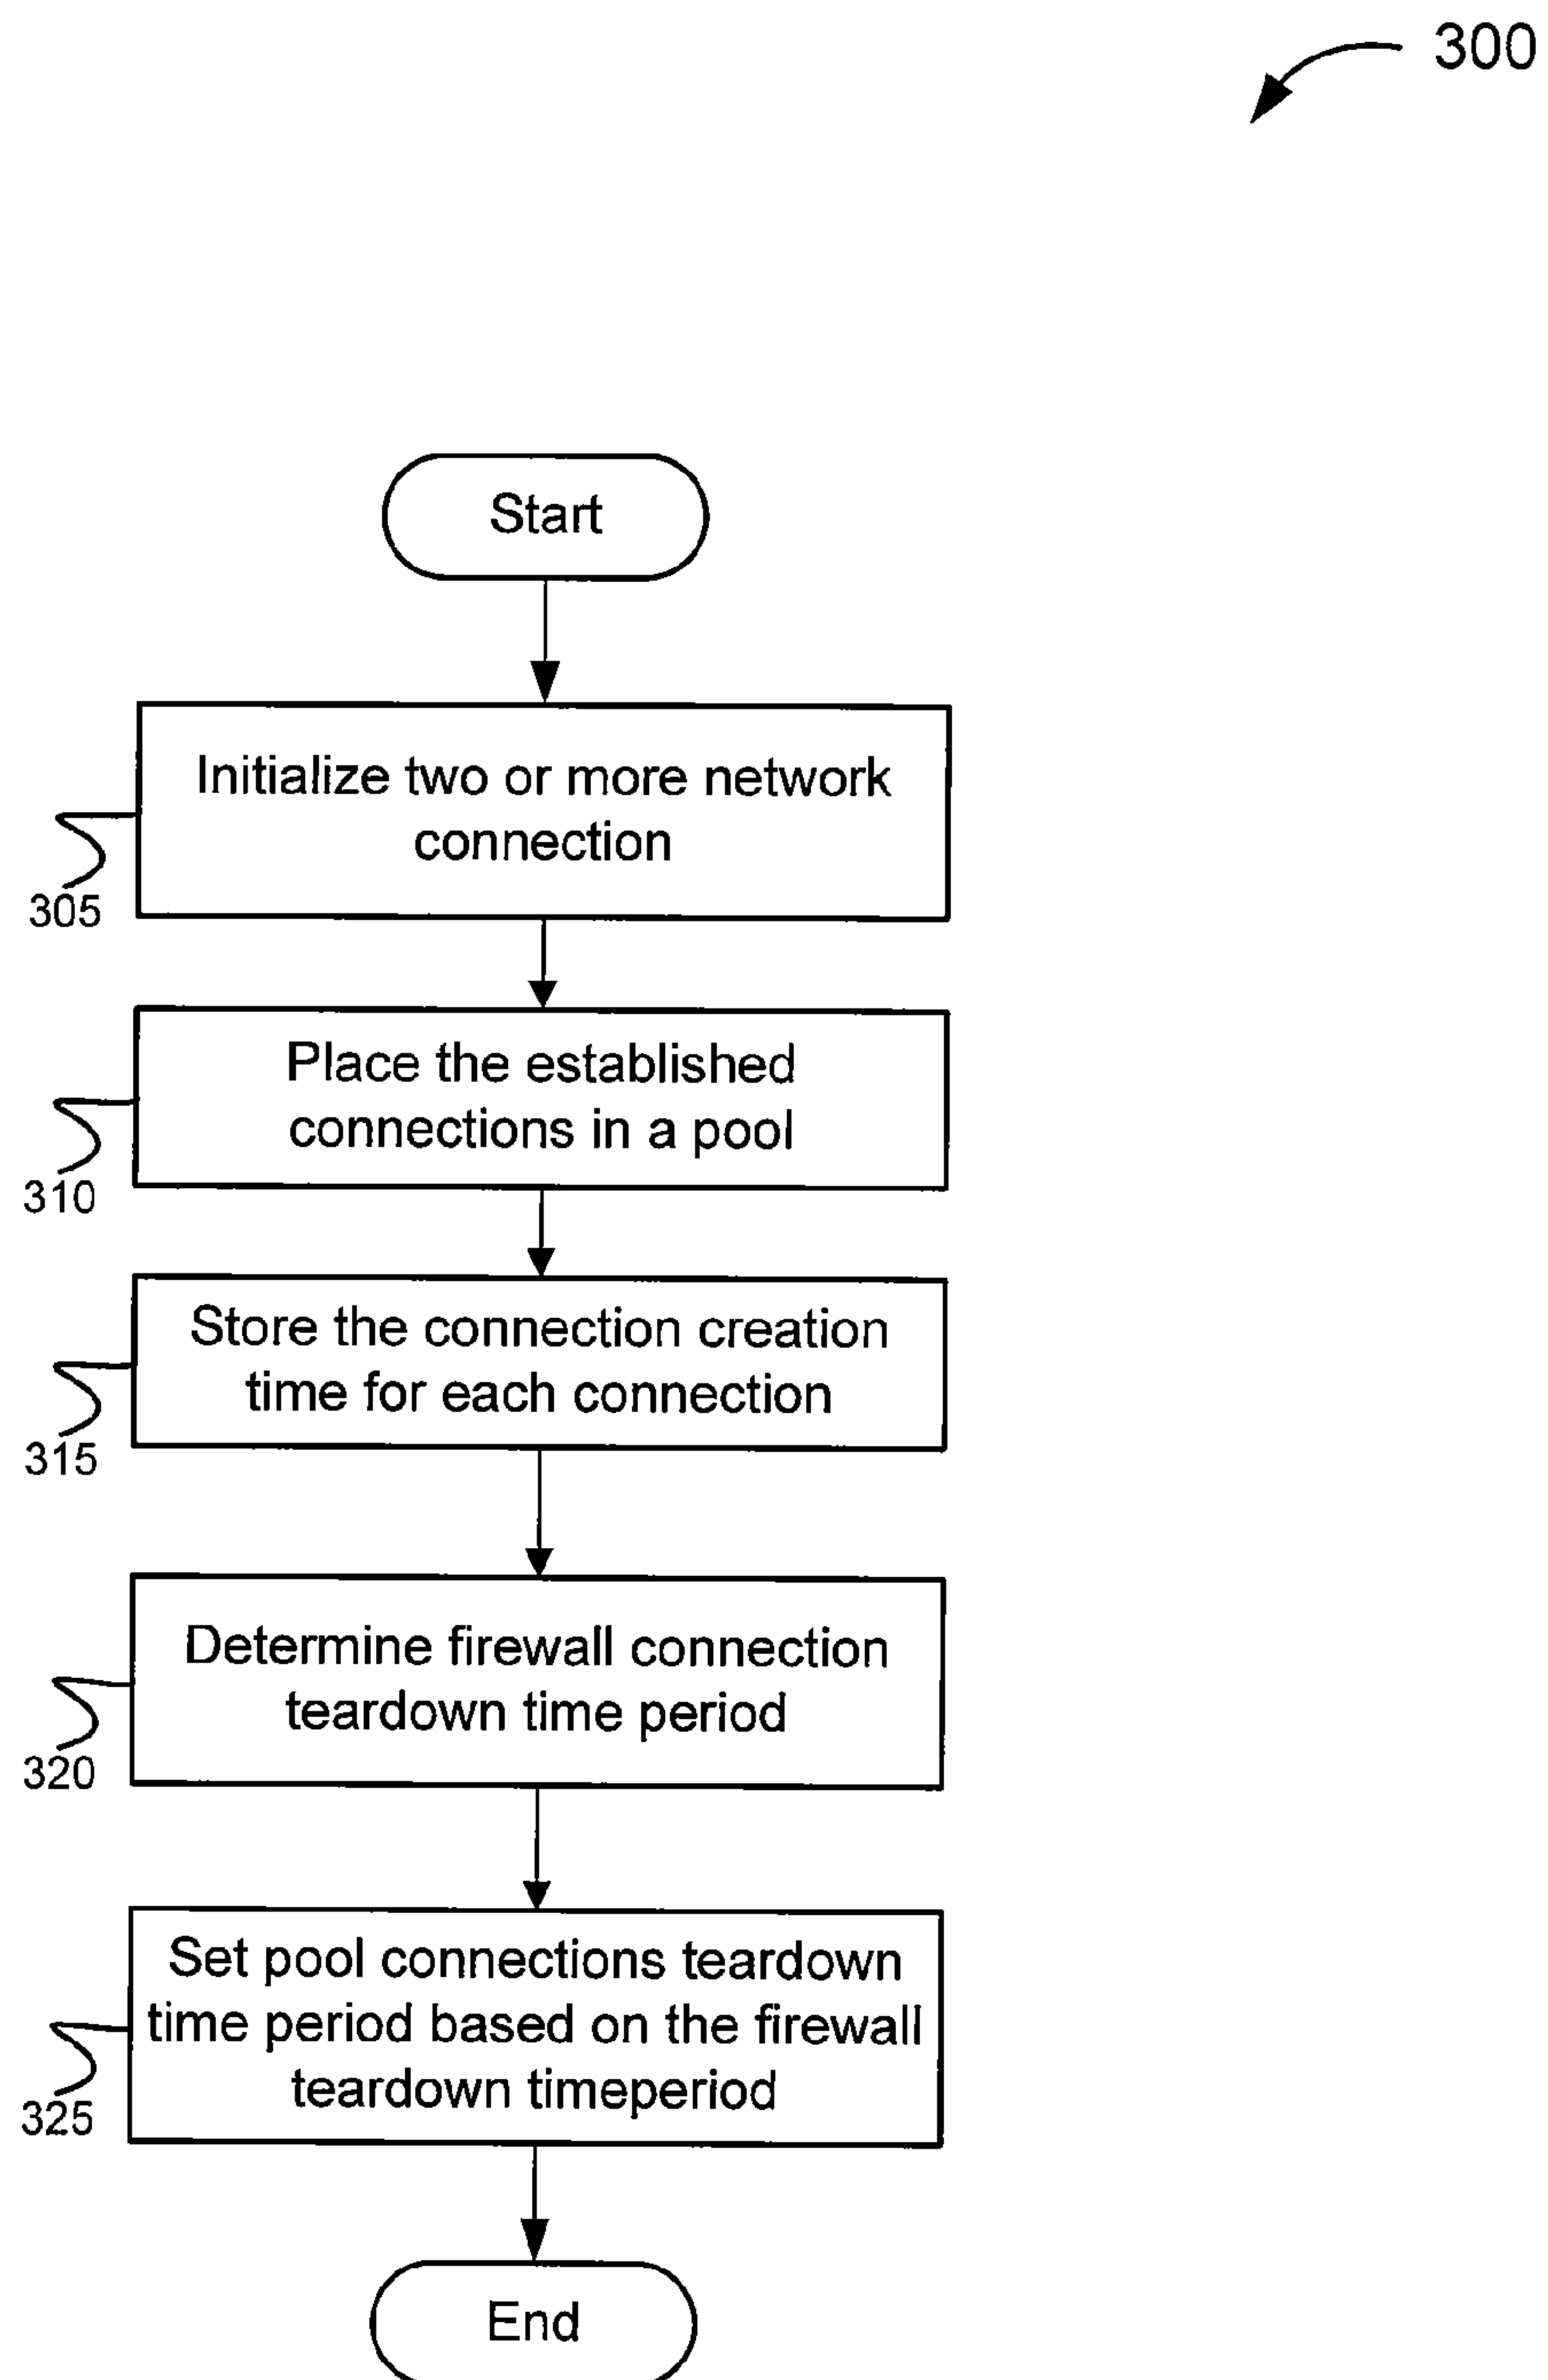 300
Start
Initialize two or more network
connection
305
Place the established
connections in a pool
310
Store the connection creation
time for each connection
315
Determine firewall connection
teardown time period
320
Set pool connections teardown
time period based on the firewall
teardown timeperiod
325
End